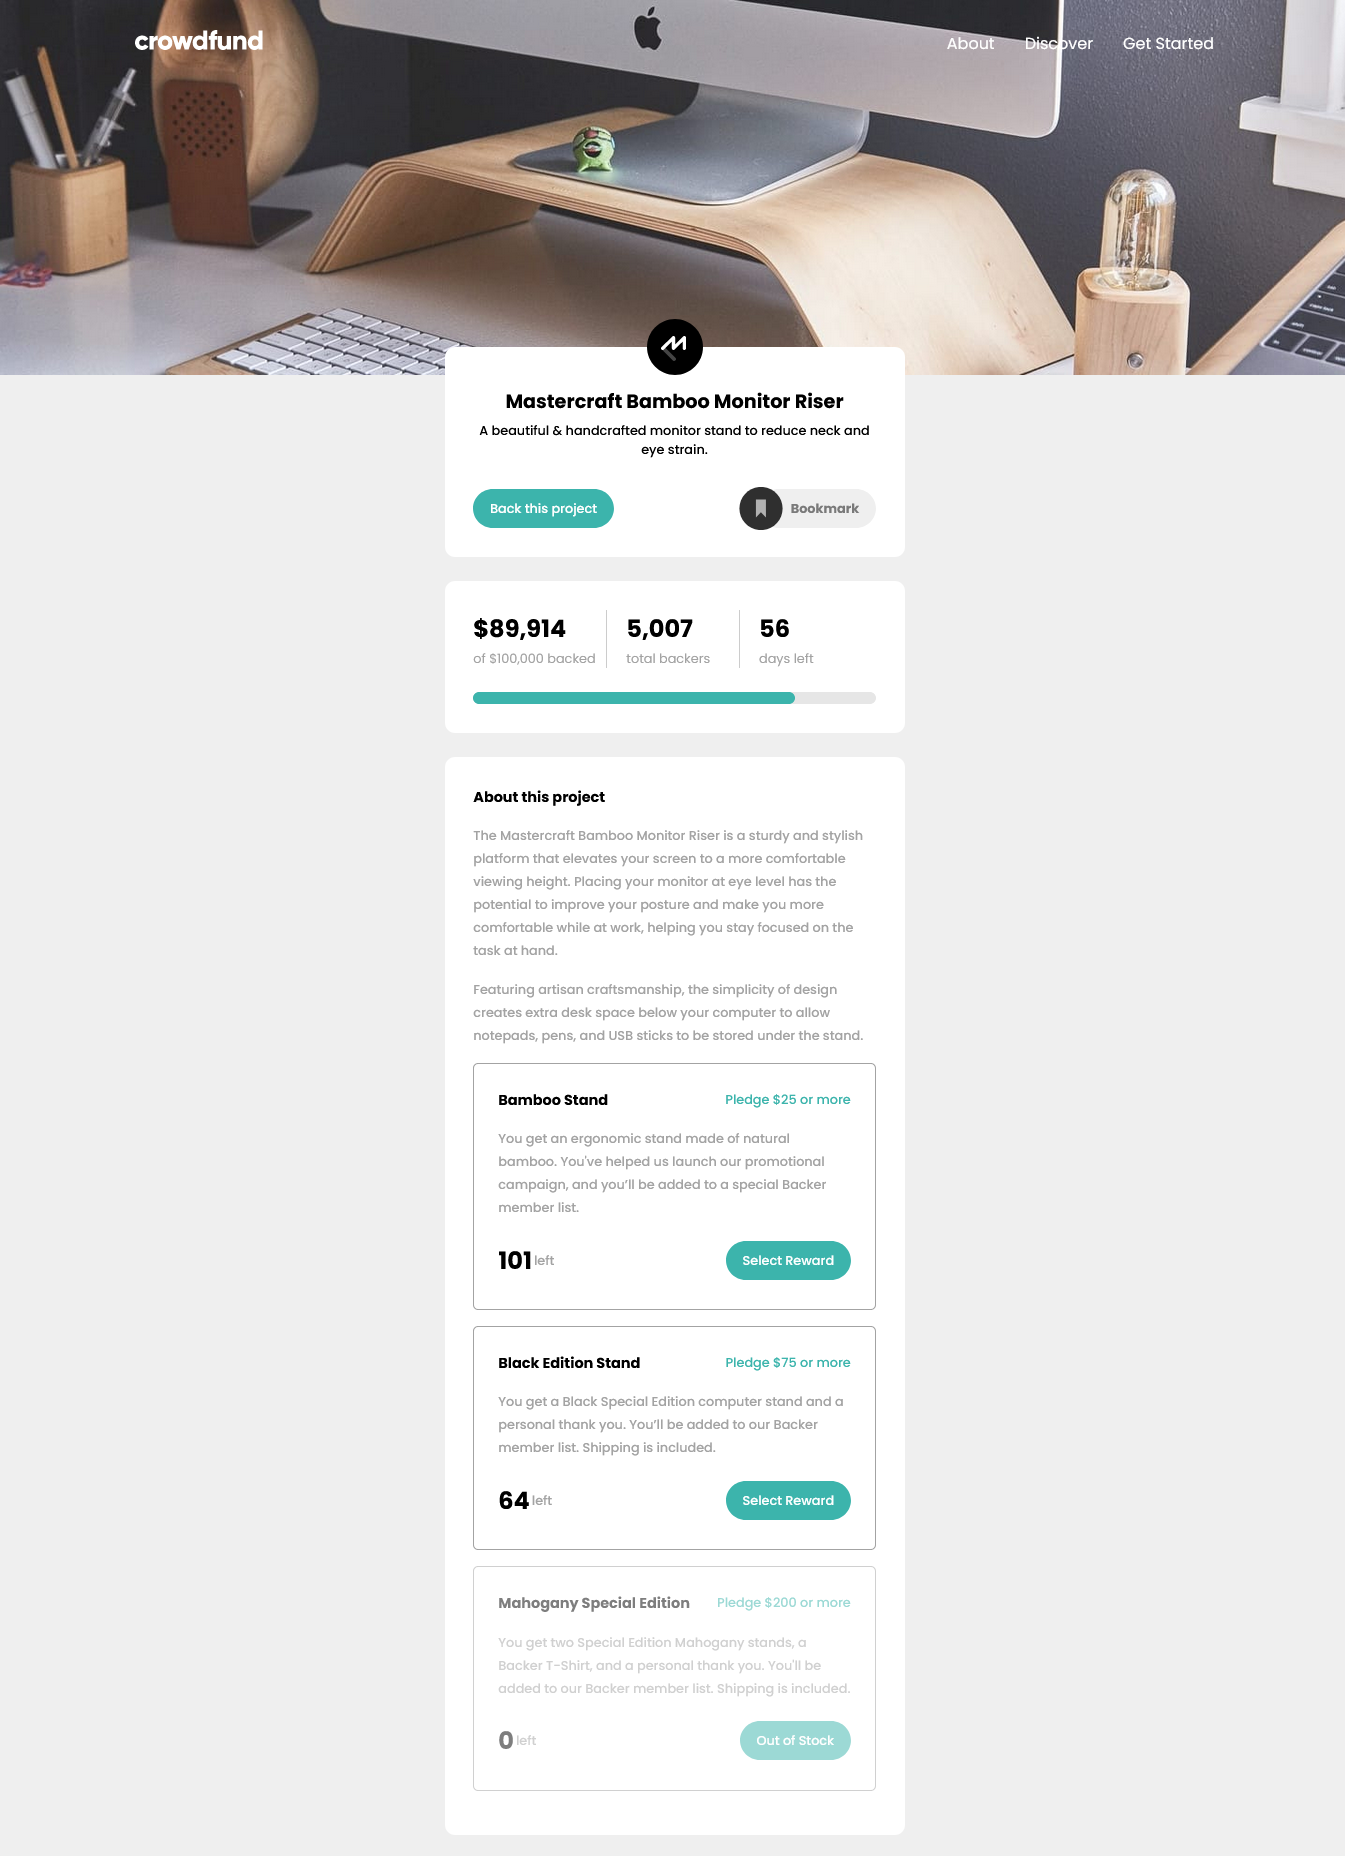 crowdfund
About Discover Get Started
Mastercraft Bamboo Monitor Riser
A beautiful & handcrafted monitor stand to reduce neck and
eye strain.
Back this project
Bookmark
$89,914
of $100,000 backed
5,007
total backers
56
days left
About this project
The Mastercraft Bamboo Monitor Riser is a sturdy and stylish
platform that elevates your screen to a more comfortable
viewing height. Placing your monitor at eye level has the
potential to improve your posture and make you more
comfortable while at work, helping you stay focused on the
task at hand.
Featuring artisan craftsmanship, the simplicity of design
creates extra desk space below your computer to allow
notepads, pens, and USB sticks to be stored under the stand.
Bamboo Stand
Pledge $25 or more
You get an ergonomic stand made of natural
bamboo. You've helped us launch our promotional
campaign, and you’ll be added to a special Backer
member list.
101 left
Select Reward
Black Edition Stand
Pledge $75 or more
You get a Black Special Edition computer stand and a
personal thank you. You’ll be added to our Backer
member list. Shipping is included.
64 left
Select Reward
Mahogany Special Edition
Pledge $200 or more
You get two Special Edition Mahogany stands, a
Backer T-Shirt, and a personal thank you. You'll be
added to our Backer member list. Shipping is included.
0 left
Out of Stock